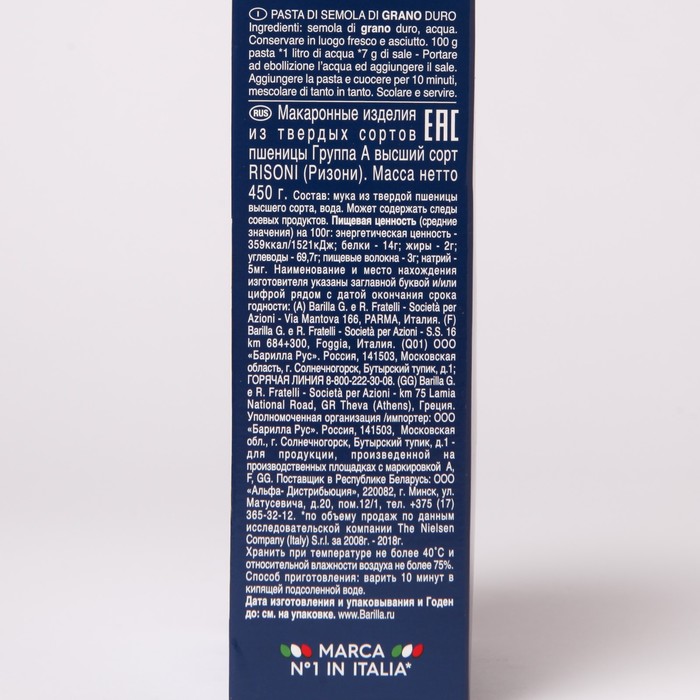 I PASTA DI SEMOLA DI GRANO DURO
Ingredienti: semola di grano duro, acqua.
Conservare in luogo fresco e asciutto. 100 g
pasta *1 litro di acqua *7 g di sale - Portare
ad ebollizione l'acqua ed aggiungere il sale.
Aggiungere la pasta e cuocere per 10 minuti,
mescolare di tanto in tanto. Scolare e servire.
RUS Макаронные изделия
из твердых сортов EAC
пшеницы Группа А высший сорт
RISONI (Ризони). Масса нетто
450 г. Состав: мука из твердой пшеницы
высшего сорта, вода. Может содержать следы
соевых продуктов. Пищевая ценность (средние
значения) на 100г: энергетическая ценность -
359ккал/1521кДж; белки - 14г; жиры - 2г;
углеводы - 69,7г; пищевые волокна - 3г; натрий -
5мг. Наименование и место нахождения
изготовителя указаны заглавной буквой и/или
цифрой рядом с датой окончания срока
годности: (A) Barilla G. e R. Fratelli - Società per
Azioni - Via Mantova 166, PARMA, Италия. (F)
Barilla G. e R. Fratelli - Società per Azioni - S.S. 16
km 684+300, Foggia, Италия. (Q01) ООО
«Барилла Рус». Россия, 141503, Московская
область, г. Солнечногорск, Бутырский тупик, д.1;
ГОРЯЧАЯ ЛИНИЯ 8-800-222-30-08. (GG) Barilla G.
e R. Fratelli - Società per Azioni - km 75 Lamia
National Road, GR Theva (Athens), Греция.
Уполномоченная организация /импортер: ООО
«Барилла Рус». Россия, 141503, Московская
обл., г. Солнечногорск, Бутырский тупик, д.1 -
для продукции, произведенной на
производственных площадках с маркировкой A,
F, GG. Поставщик в Республике Беларусь: ООО
«Альфа- Дистрибьюция», 220082, г. Минск, ул.
Матусевича, д.20, пом.12/1, тел. +375 (17)
365-32-12. *по объему продаж по данным
исследовательской компании The Nielsen
Company (Italy) S.r.l. за 2008г. - 2018г.
Хранить при температуре не более 40˚С и
относительной влажности воздуха не более 75%.
Способ приготовления: варить 10 минут в
кипящей подсоленной воде.
Дата изготовления и упаковывания и Годен
до: см. на упаковке. www.Barilla.ru
MARCA
N°1 IN ITALIA*